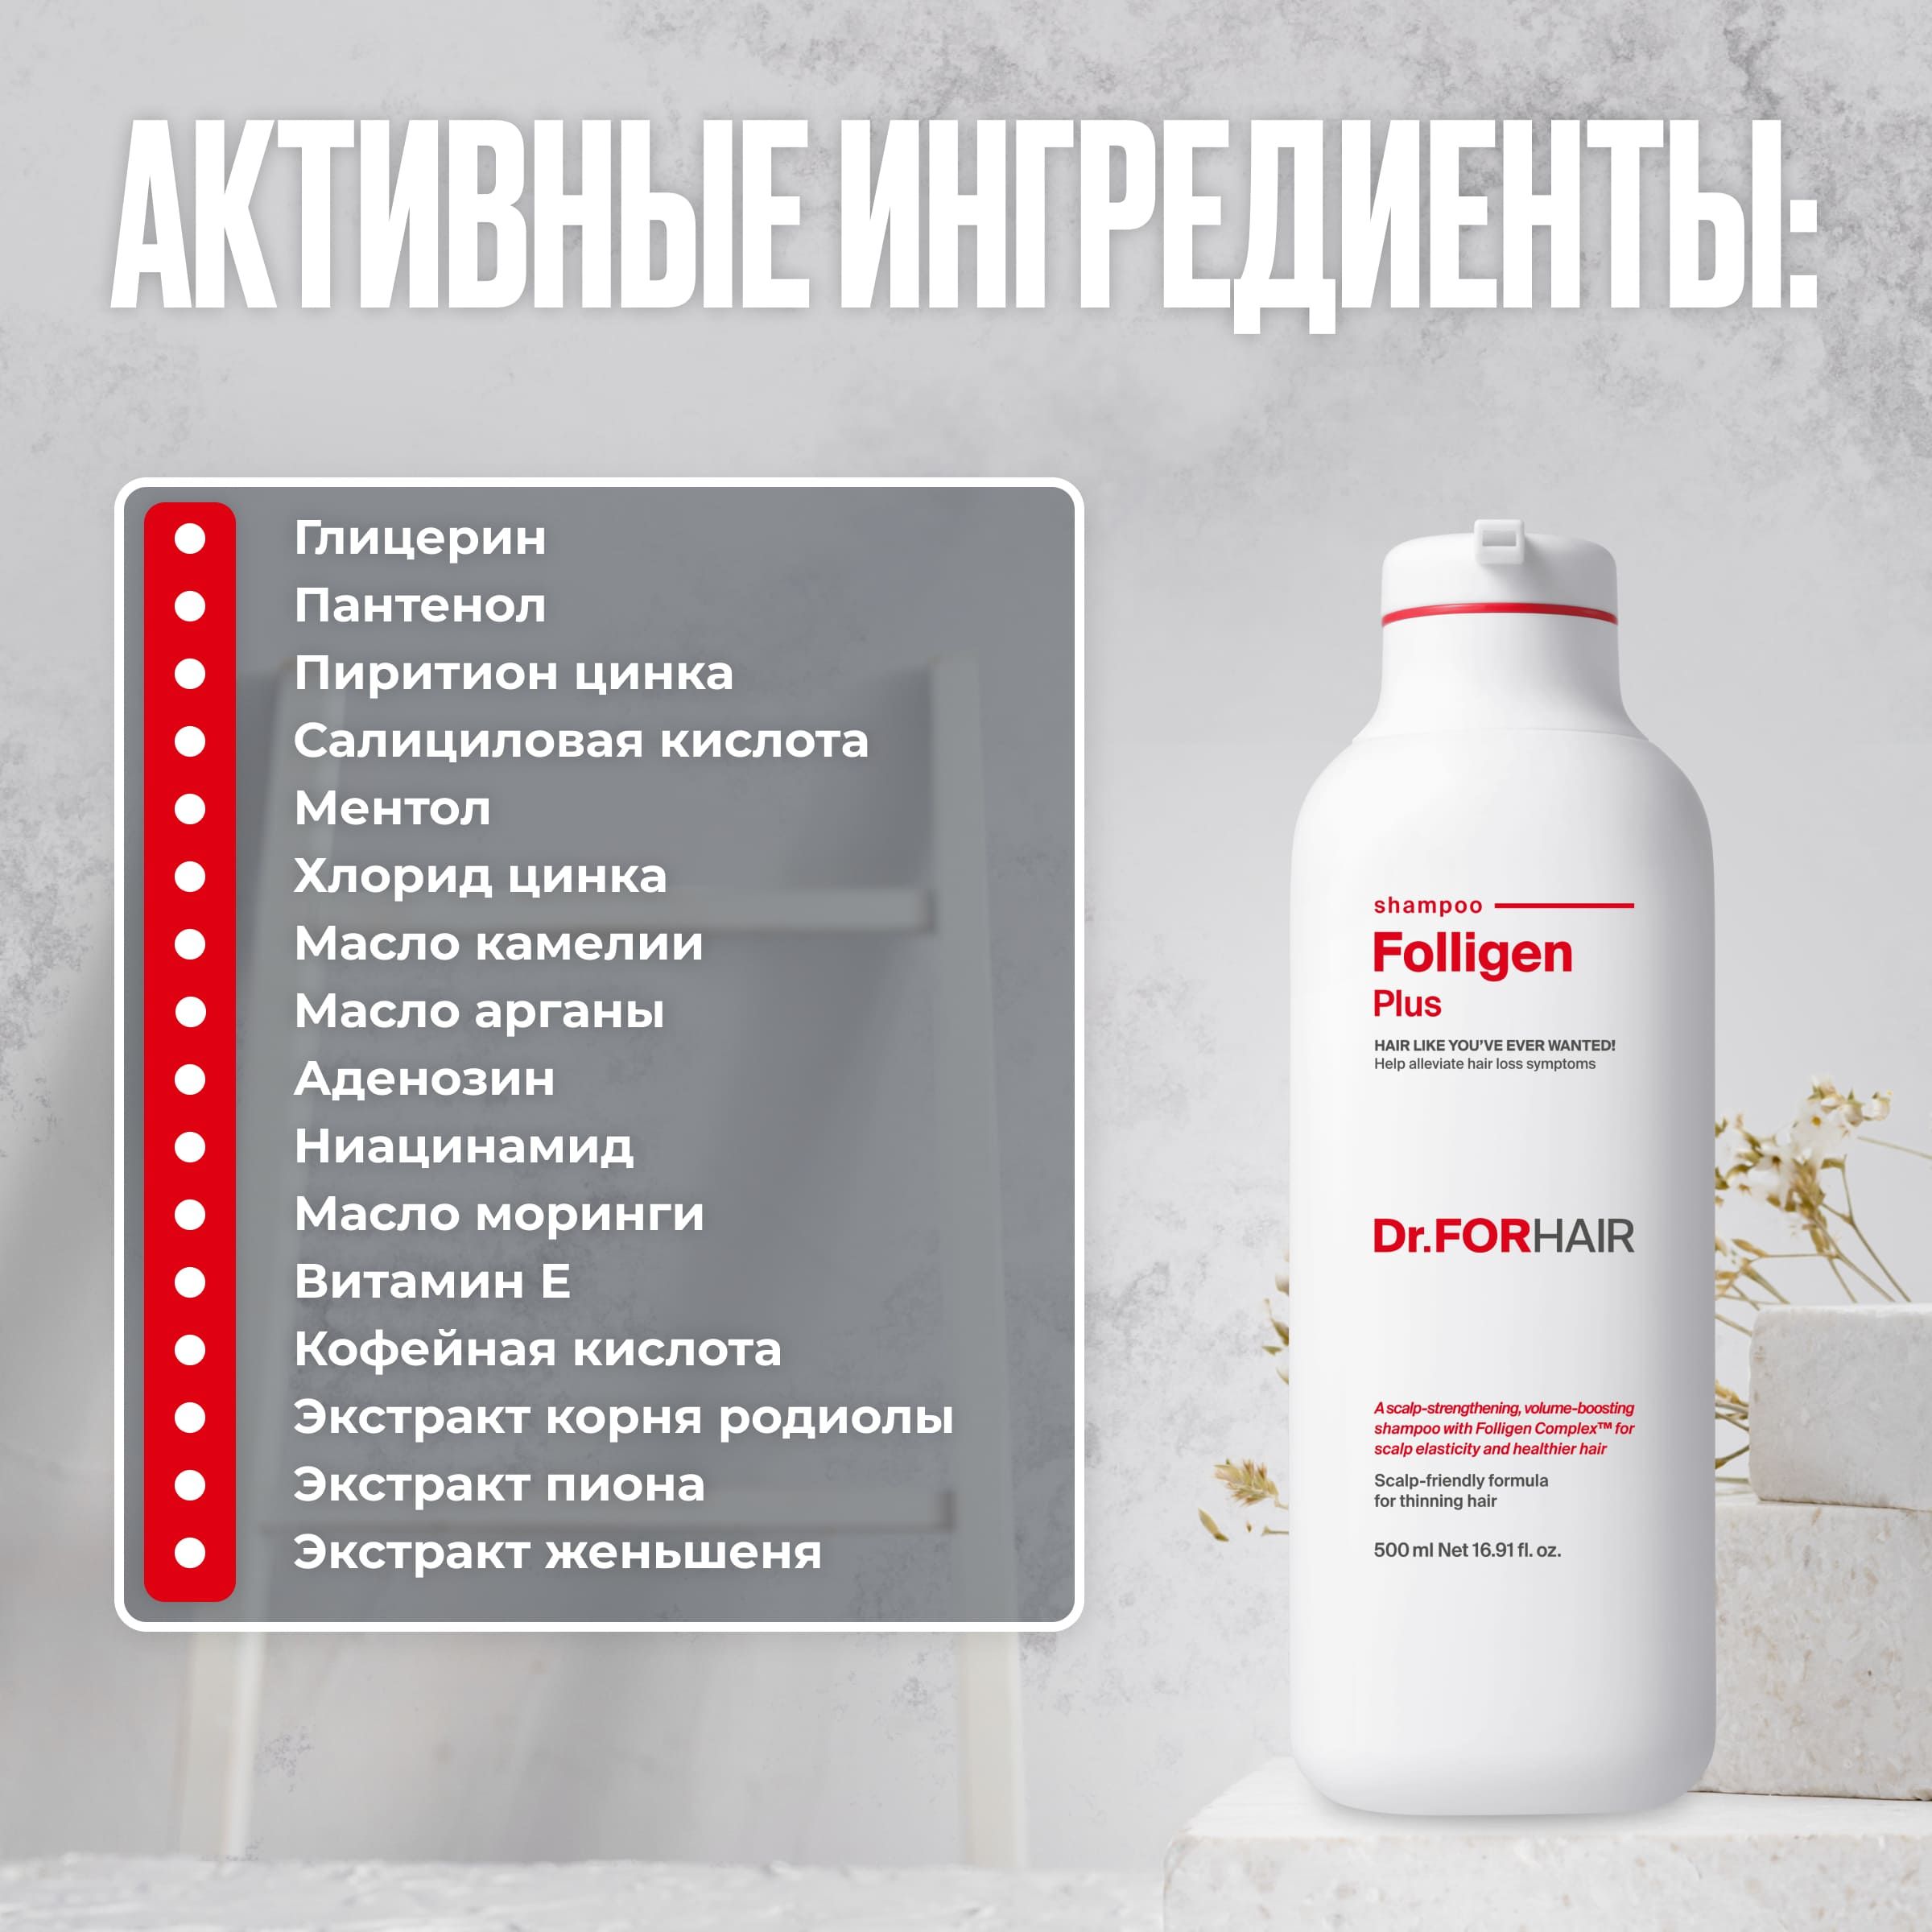 АКТИВНЫЕ ИНГРЕДИЕНТЫ:
Глицерин
Пантенол
Пиритион цинка
Салициловая кислота
Ментол
Хлорид цинка
Масло камелии
Масло арганы
Аденозин
Ниацинамид
Масло моринги
Витамин Е
Кофейная кислота
Экстракт корня родиолы
Экстракт пиона
Экстракт женьшеня
shampoo
Folligen
Plus
HAIR LIKE YOU'VE EVER WANTED!
Help alleviate hair loss symptoms
Dr.FORHAIR
A scalp-strengthening, volume-boosting
shampoo with Folligen Complex™ for
scalp elasticity and healthier hair
Scalp-friendly formula
for thinning hair
500 ml Net 16.91 fl. oz.